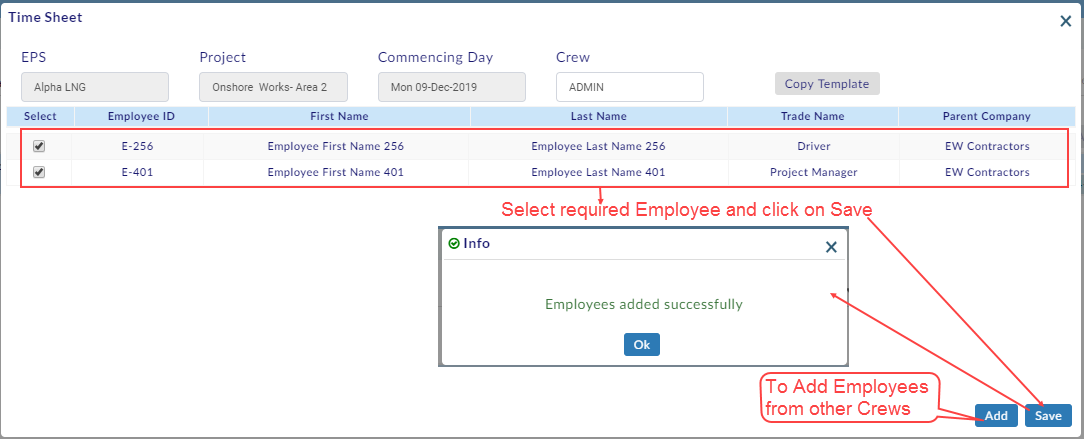 Time Sheet
EPS Project Commencing Day Crew
Alpha LNG Onshore Works- Area 2 Mon 09-Dec-2019 ADMIN Copy Template
Select Employee ID First Name Last Name Trade Name Parent Company
E-256 Employee First Name 256 Employee Last Name 256 Driver EW Contractors
E-401 Employee First Name 401 Employee Last Name 401 Project Manager EW Contractors
Select required Employee and click on Save
Info
Employees added successfully
Ok
To Add Employees
from other Crews
Add Save